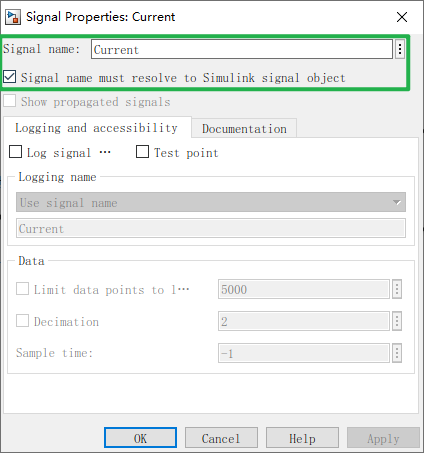 Signal Properties: Current
Signal name: Current
Signal name must resolve to Simulink signal object
Show propagated signals
Logging and accessibility Documentation
Log signal ··· Test point
Logging name
Use signal name
Current
Data
Limit data points to l··· 5000
Decimation 2
Sample time: -1
OK Cancel Help Apply